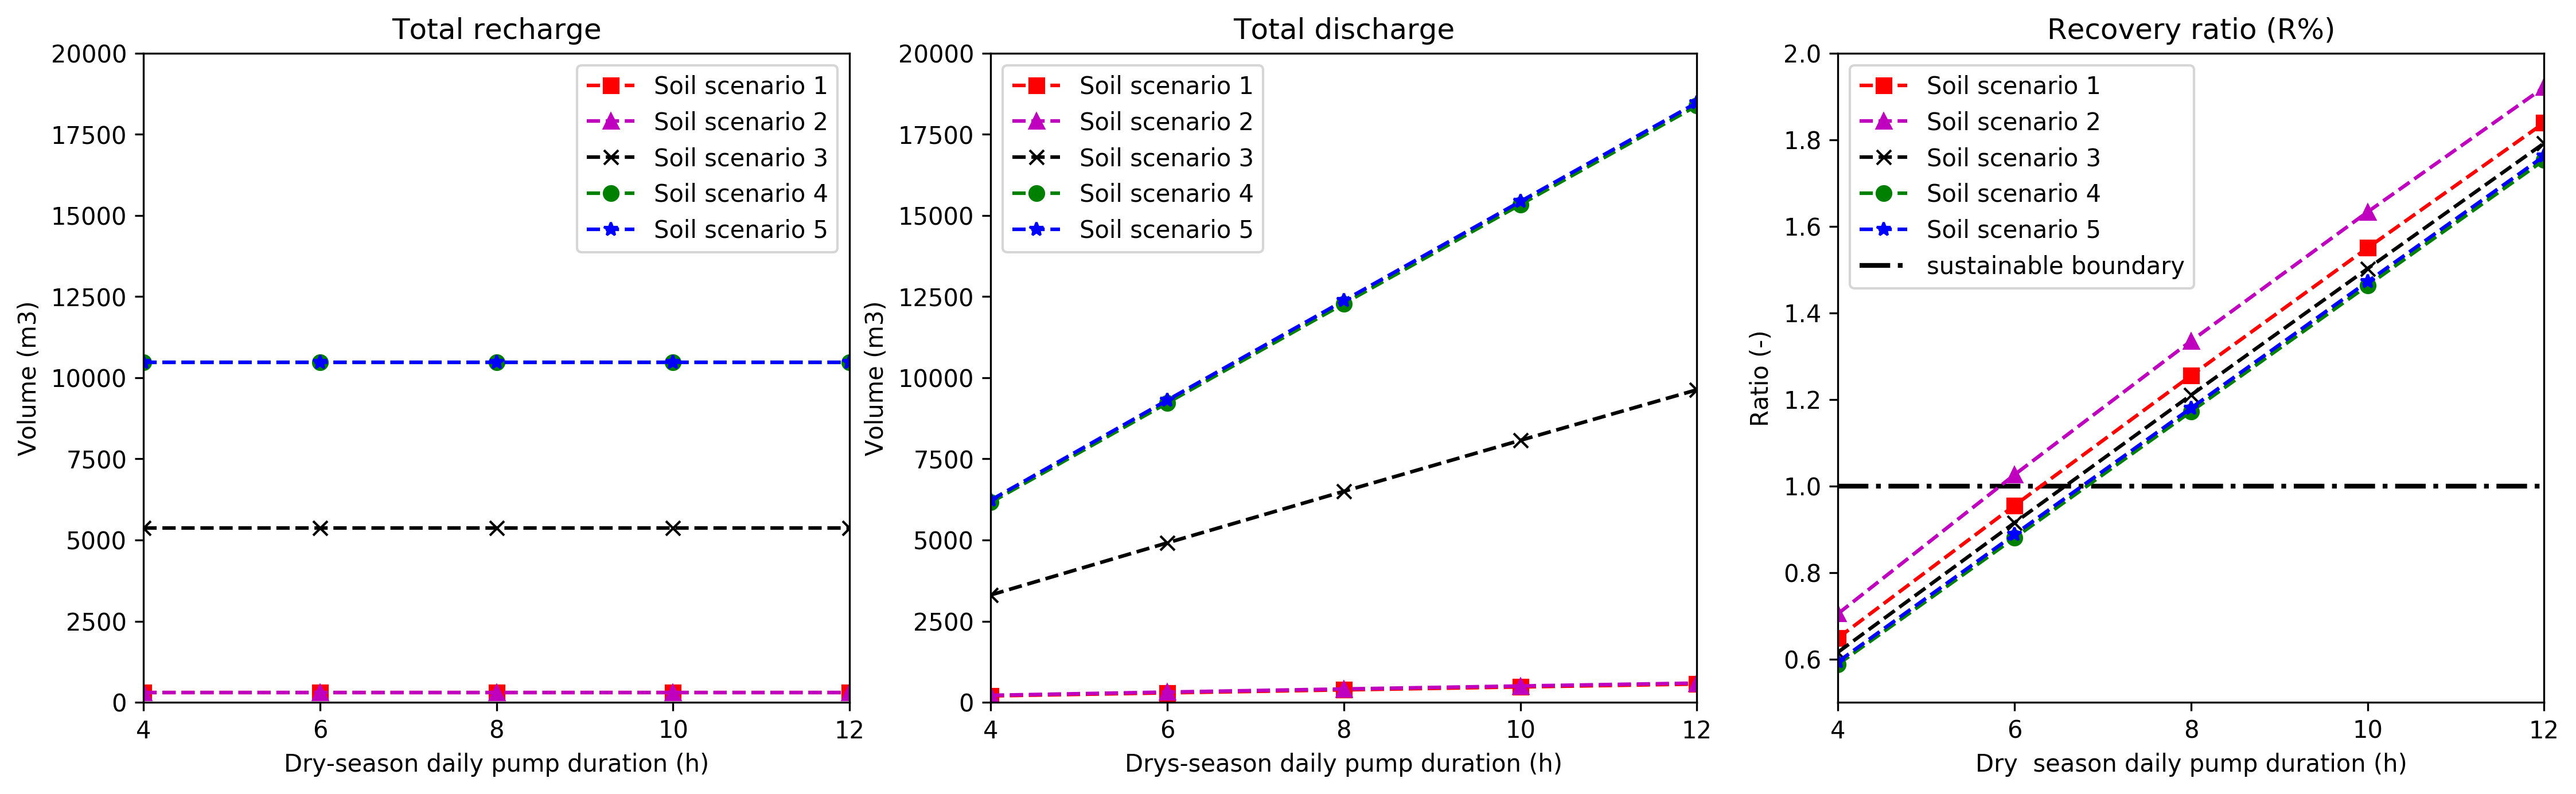 Total recharge
20000
17500
15000
12500
10000
7500
5000
2500
0
Volume (m3)
4 6 8 10 12
Dry-season daily pump duration (h)
Soil scenario 1
Soil scenario 2
Soil scenario 3
Soil scenario 4
Soil scenario 5
Total discharge
20000
17500
15000
12500
10000
7500
5000
2500
0
Volume (m3)
4 6 8 10 12
Drys-season daily pump duration (h)
Soil scenario 1
Soil scenario 2
Soil scenario 3
Soil scenario 4
Soil scenario 5
Recovery ratio (R%)
2.0
1.8
1.6
1.4
1.2
1.0
0.8
0.6
Ratio (-)
4 6 8 10 12
Dry  season daily pump duration (h)
Soil scenario 1
Soil scenario 2
Soil scenario 3
Soil scenario 4
Soil scenario 5
sustainable boundary